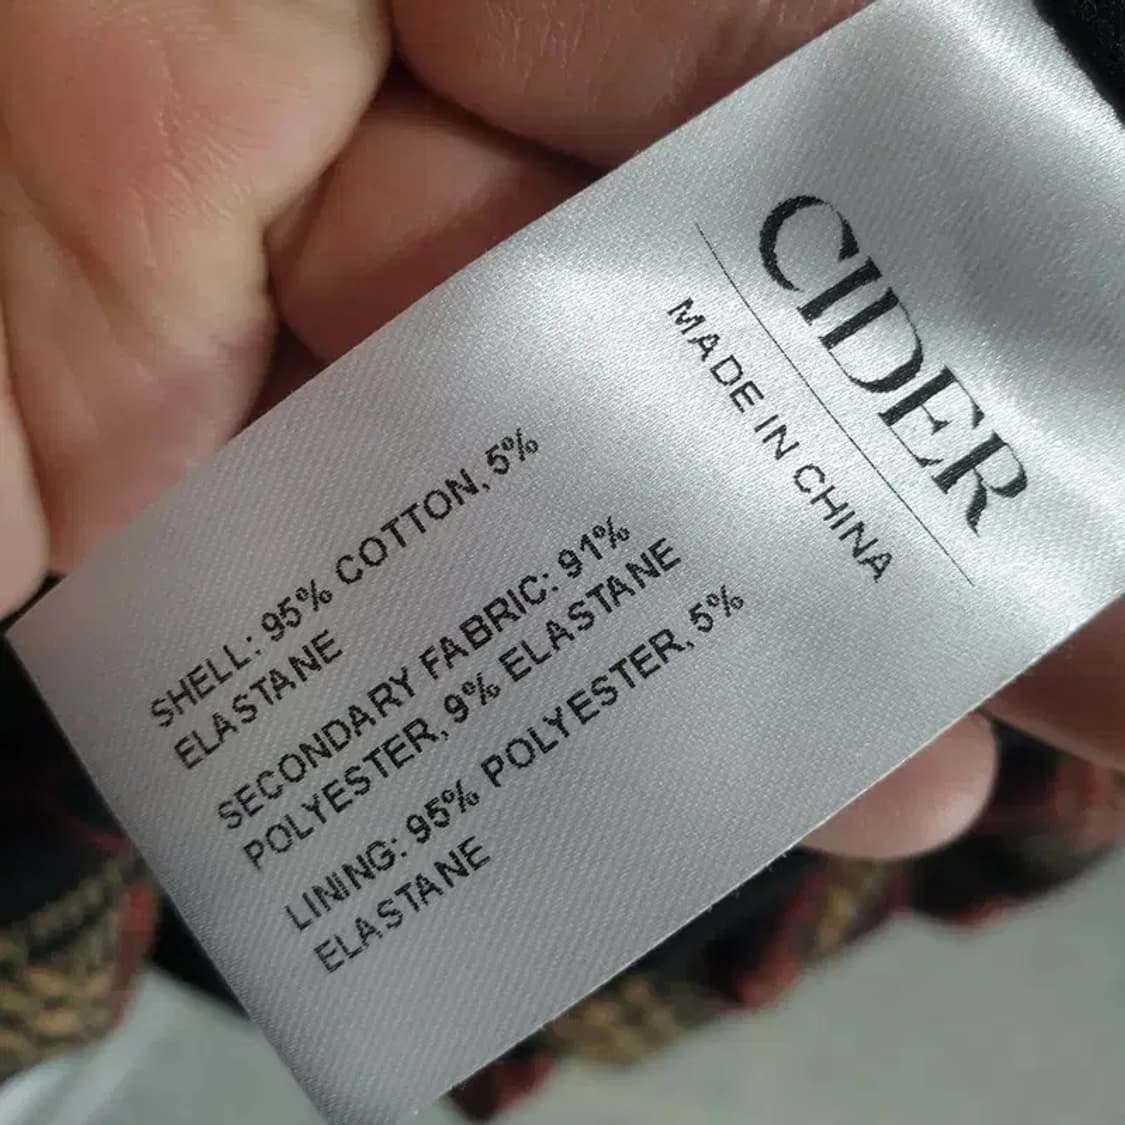 CIDER
MADE IN CHINA
SHELL: 95% COTTON, 5%
ELASTANE
SECONDARY FABRIC: 91%
POLYESTER, 9% ELASTANE
LINING: 95% POLYESTER, 5%
ELASTANE